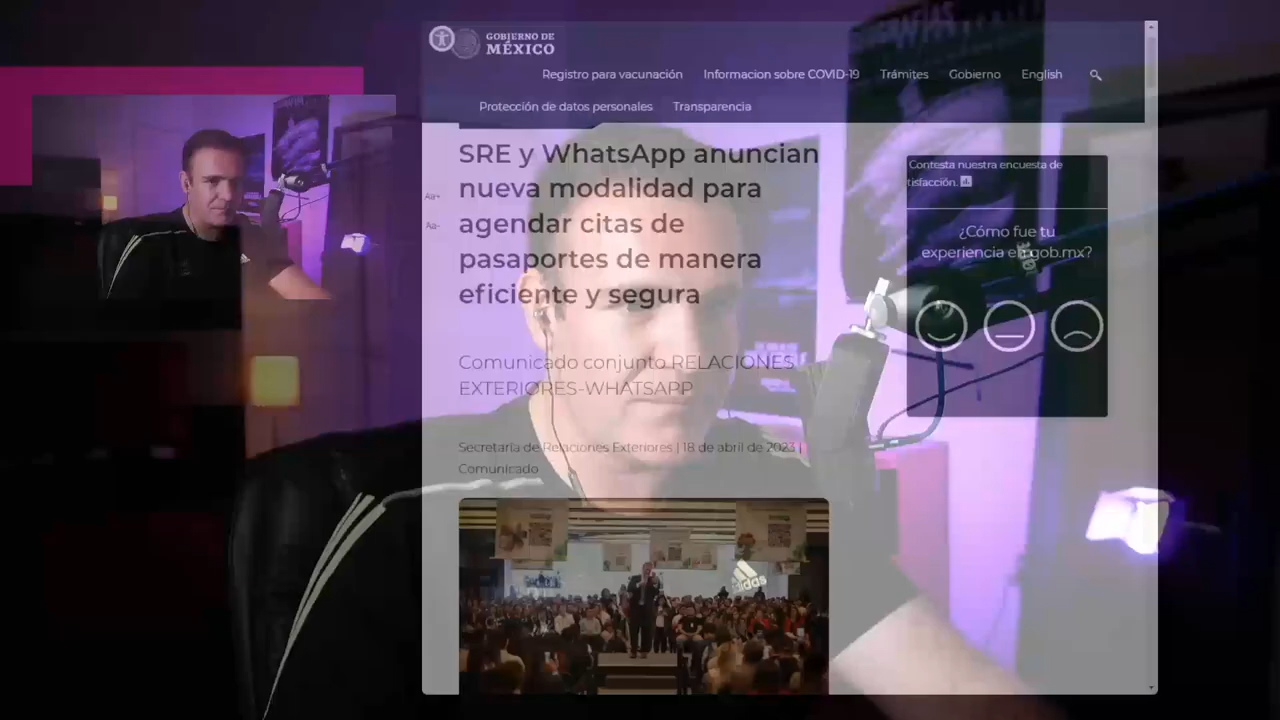 GOBIERNO DE
MÉXICO
Registro para vacunación Informacion sobre COVID-19 Trámites Gobierno English
Protección de datos personales Transparencia
SRE y WhatsApp anuncian
nueva modalidad para
agendar citas de
pasaportes de manera
eficiente y segura
Aa+
Aa-
Comunicado conjunto RELACIONES
EXTERIORES-WHATSAPP
Secretaría de Relaciones Exteriores | 18 de abril de 2023 |
Comunicado
Contesta nuestra encuesta de
tisfacción.
¿Cómo fue tu
experiencia en gob.mx?
adidas